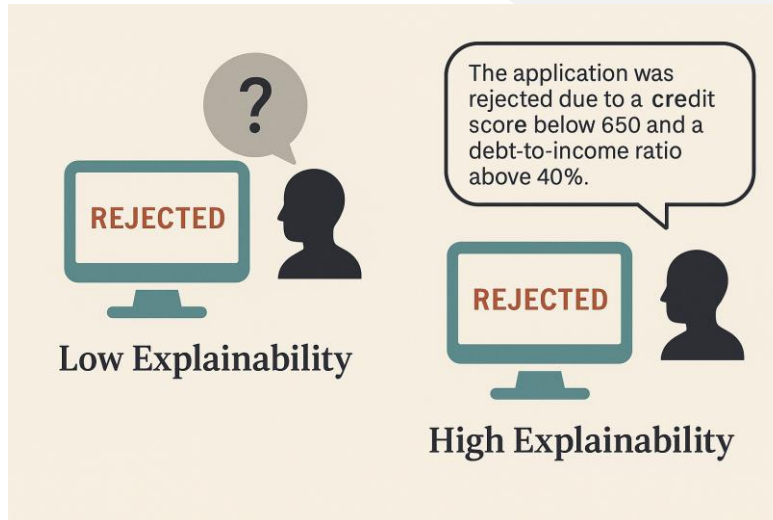 ?
REJECTED
Low Explainability
The application was
rejected due to a credit
score below 650 and a
debt-to-income ratio
above 40%.
REJECTED
High Explainability